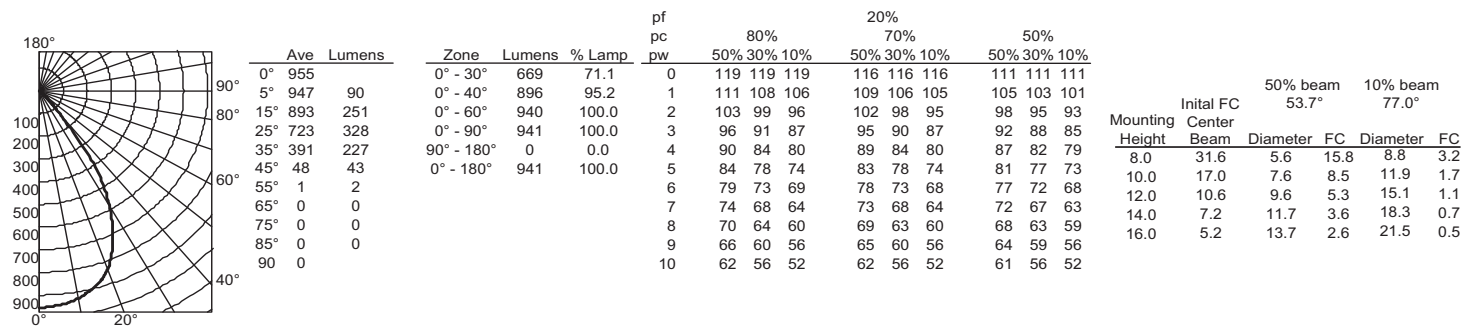 180°
90°
80°
60°
40°
100
200
300
400
500
600
700
800
900
0° 20°
Ave Lumens
0° 955
5° 947 90
15° 893 251
25° 723 328
35° 391 227
45° 48 43
55° 1 2
65° 0 0
75° 0 0
85° 0 0
90 0
Zone Lumens % Lamp
0° - 30° 669 71.1
0° - 40° 896 95.2
0° - 60° 940 100.0
0° - 90° 941 100.0
90° - 180° 0 0.0
0° - 180° 941 100.0
pf 20%
pc 80% 70% 50%
pw 50% 30% 10% 50% 30% 10% 50% 30% 10%
0 119 119 119 116 116 116 111 111 111
1 111 108 106 109 106 105 105 103 101
2 103 99 96 102 98 95 98 95 93
3 96 91 87 95 90 87 92 88 85
4 90 84 80 89 84 80 87 82 79
5 84 78 74 83 78 74 81 77 73
6 79 73 69 78 73 68 77 72 68
7 74 68 64 73 68 64 72 67 63
8 70 64 60 69 63 60 68 63 59
9 66 60 56 65 60 56 64 59 56
10 62 56 52 62 56 52 61 56 52
50% beam 10% beam
53.7° 77.0°
Mounting Height Inital FC Center Beam Diameter FC Diameter FC
8.0 31.6 5.6 15.8 8.8 3.2
10.0 17.0 7.6 8.5 11.9 1.7
12.0 10.6 9.6 5.3 15.1 1.1
14.0 7.2 11.7 3.6 18.3 0.7
16.0 5.2 13.7 2.6 21.5 0.5